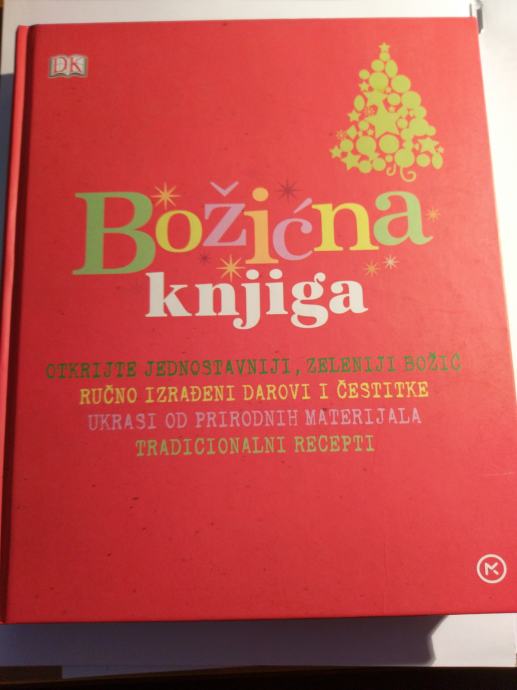 DK
Božićna
knjiga
OTKRIJTE JEDNOSTAVNIJI, ZELENIJI BOŽIĆ
RUČNO IZRAĐENI DAROVI I ČESTITKE
UKRASI OD PRIRODNIH MATERIJALA
TRADICIONALNI RECEPTI